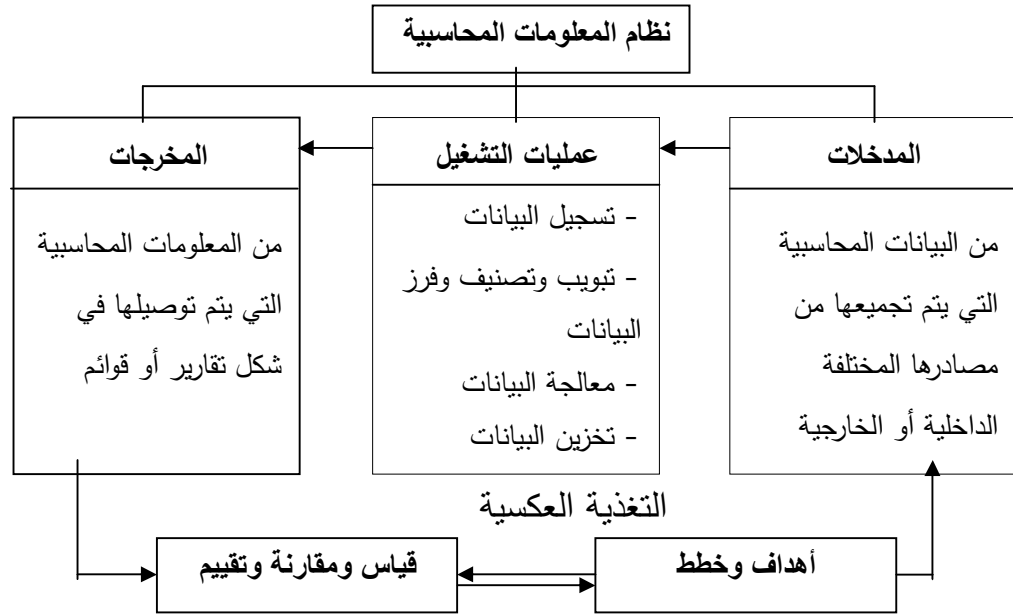 نظام المعلومات المحاسبية
المدخلات
من البيانات المحاسبية
التي يتم تجميعها من
مصادرها المختلفة
الداخلية أو الخارجية
عمليات التشغيل
- تسجيل البيانات
- تبويب وتصنيف وفرز
البيانات
- معالجة البيانات
- تخزين البيانات
المخرجات
من المعلومات المحاسبية
التي يتم توصيلها في
شكل تقارير أو قوائم
التغذية العكسية
أهداف وخطط
قياس ومقارنة وتقييم